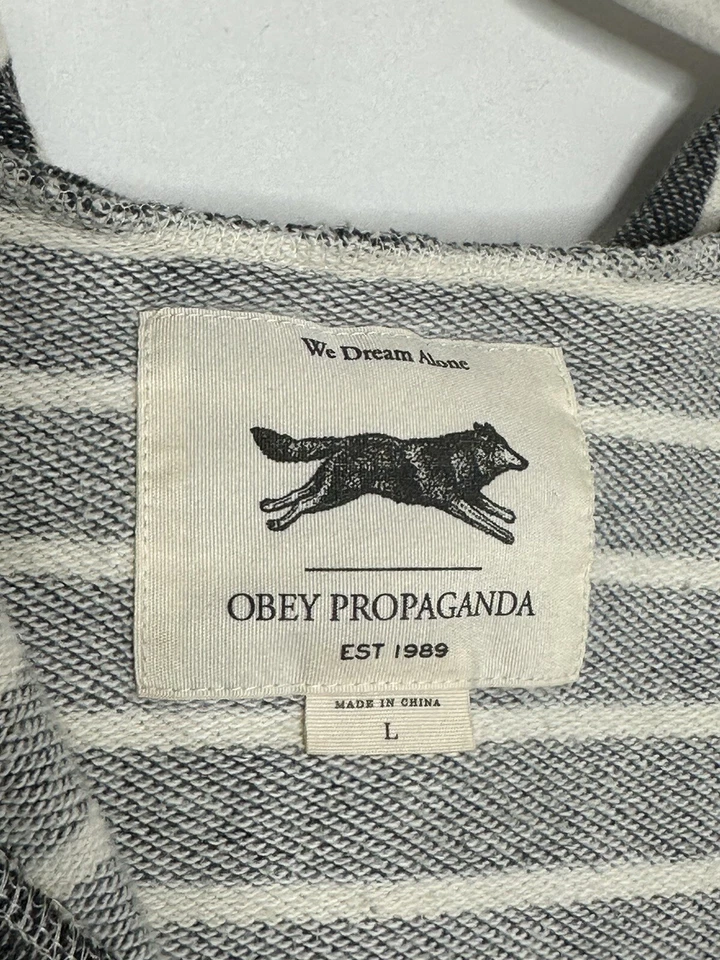 We Dream Alone
OBEY PROPAGANDA
EST 1989
MADE IN CHINA
L